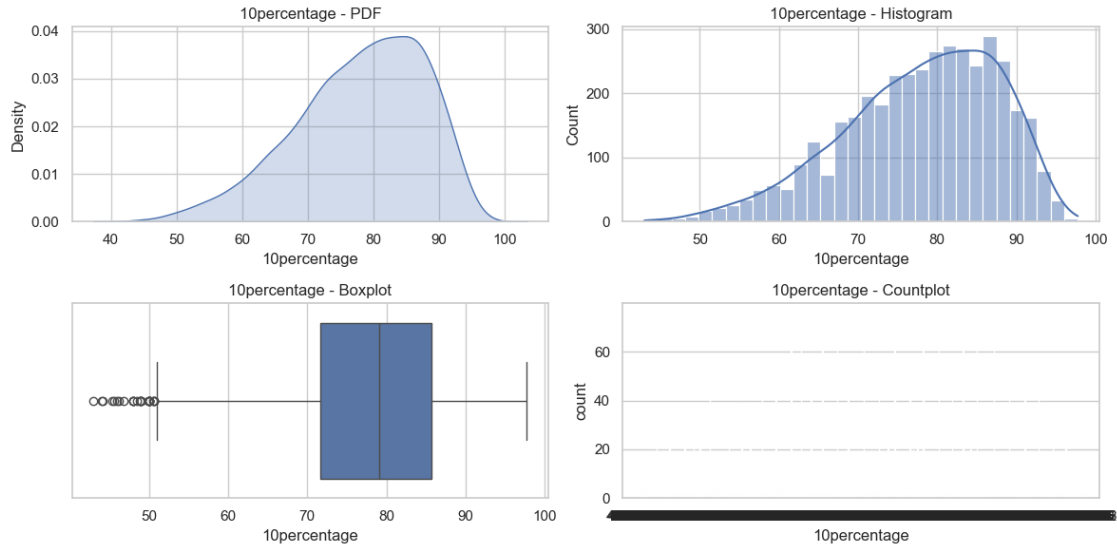 10percentage - PDF
0.04
0.03
0.02
0.01
0.00
Density
40 50 60 70 80 90 100
10percentage
10percentage - Histogram
300
200
100
0
Count
50 60 70 80 90 100
10percentage
10percentage - Boxplot
50 60 70 80 90 100
10percentage
10percentage - Countplot
60
40
20
0
count
10percentage